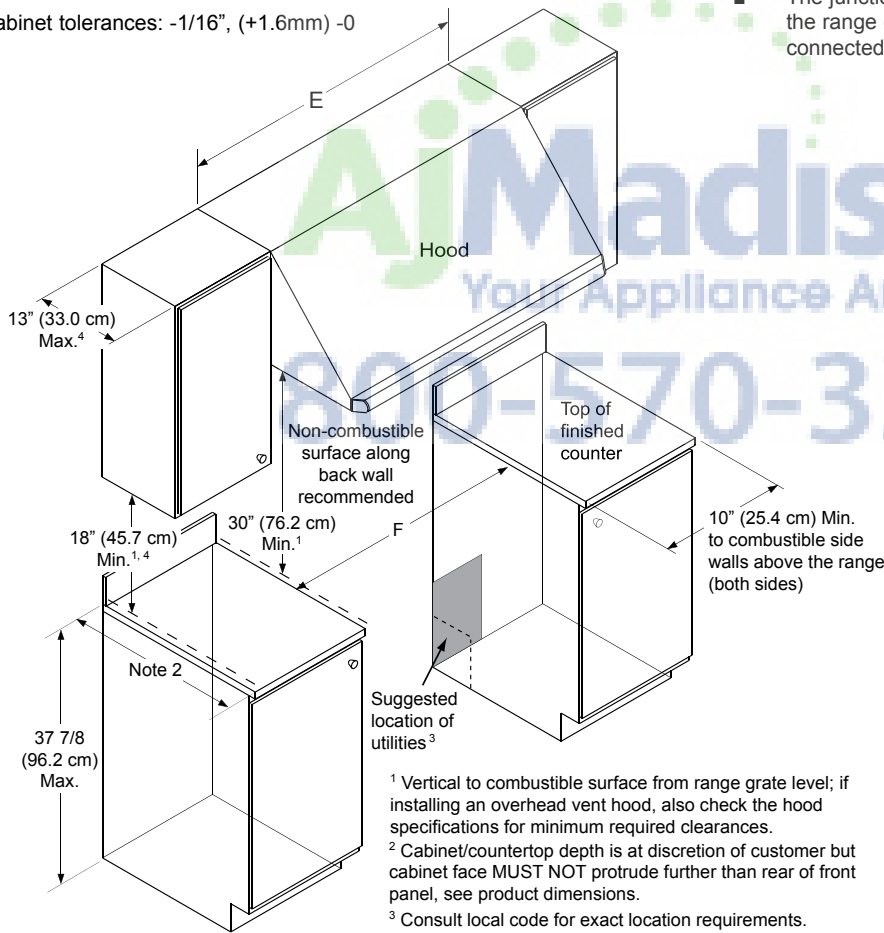 abinet tolerances: -1/16”, (+1.6mm) -0
The junctio
the range
connected
E
AjMadis
Hood
Your Appliance Au
13” (33.0 cm)
Max.4
800-570-3
Non-combustible
surface along
back wall
recommended
Top of
finished
counter
18” (45.7 cm)
Min.1, 4
30” (76.2 cm)
Min.1
F
10” (25.4 cm) Min.
to combustible side
walls above the range
(both sides)
Note 2
Suggested
location of
utilities 3
37 7/8
(96.2 cm)
Max.
1 Vertical to combustible surface from range grate level; if
installing an overhead vent hood, also check the hood
specifications for minimum required clearances.
2 Cabinet/countertop depth is at discretion of customer but
cabinet face MUST NOT protrude further than rear of front
panel, see product dimensions.
3 Consult local code for exact location requirements.